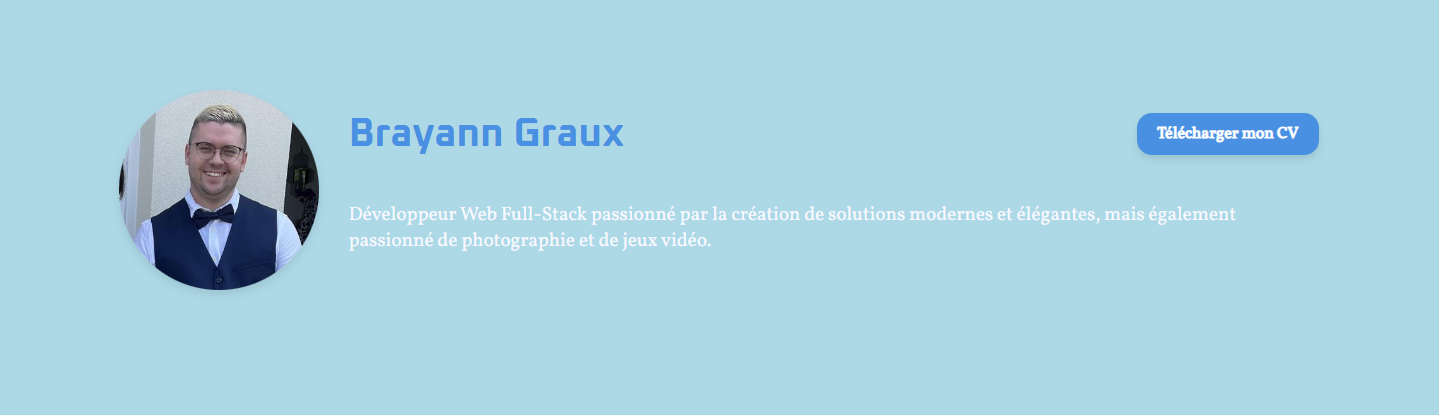 Brayann Graux
Télécharger mon CV
Développeur Web Full-Stack passionné par la création de solutions modernes et élégantes, mais également
passionné de photographie et de jeux vidéo.